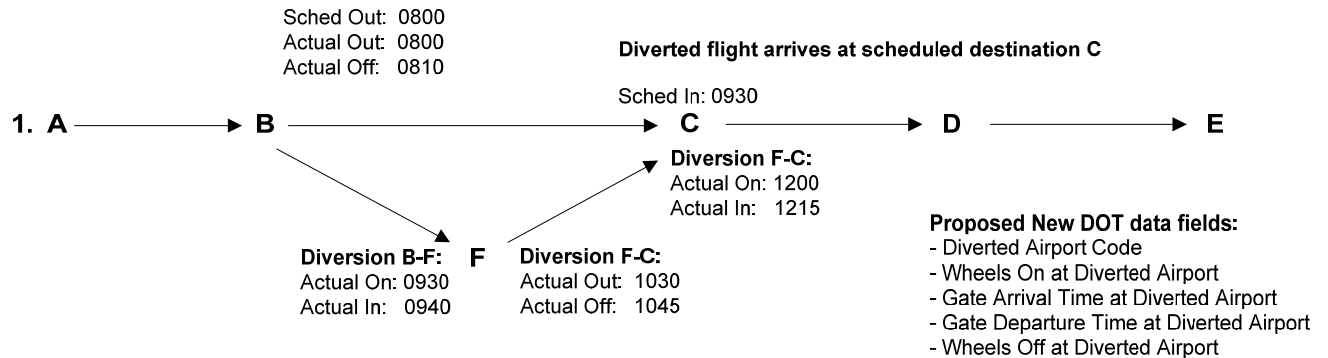 Sched Out: 0800
Actual Out: 0800
Actual Off: 0810
Diverted flight arrives at scheduled destination C
Sched In: 0930
1. A B C D E
Diversion F-C:
Actual On: 1200
Actual In: 1215
Diversion B-F:
Actual On: 0930
Actual In: 0940
F
Diversion F-C:
Actual Out: 1030
Actual Off: 1045
Proposed New DOT data fields:
- Diverted Airport Code
- Wheels On at Diverted Airport
- Gate Arrival Time at Diverted Airport
- Gate Departure Time at Diverted Airport
- Wheels Off at Diverted Airport